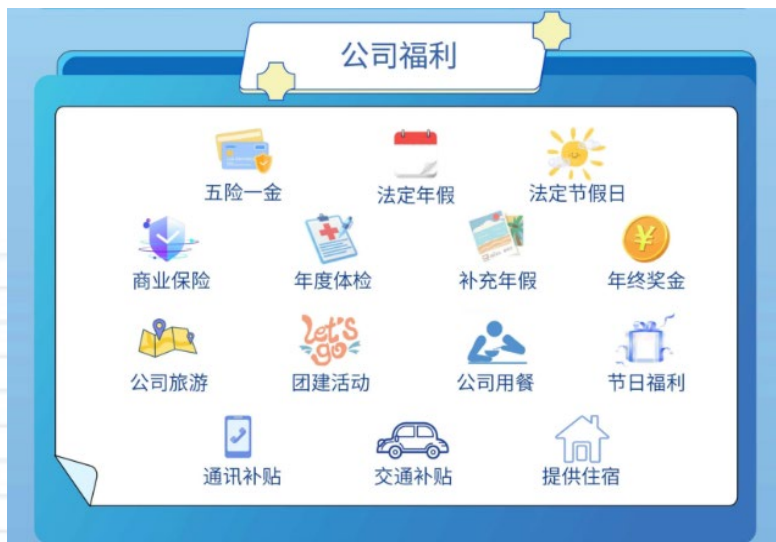 公司福利
五险一金 法定年假 法定节假日
商业保险 年度体检 补充年假 年终奖金
let's
go
公司旅游 团建活动 公司用餐 节日福利
通讯补贴 交通补贴 提供住宿